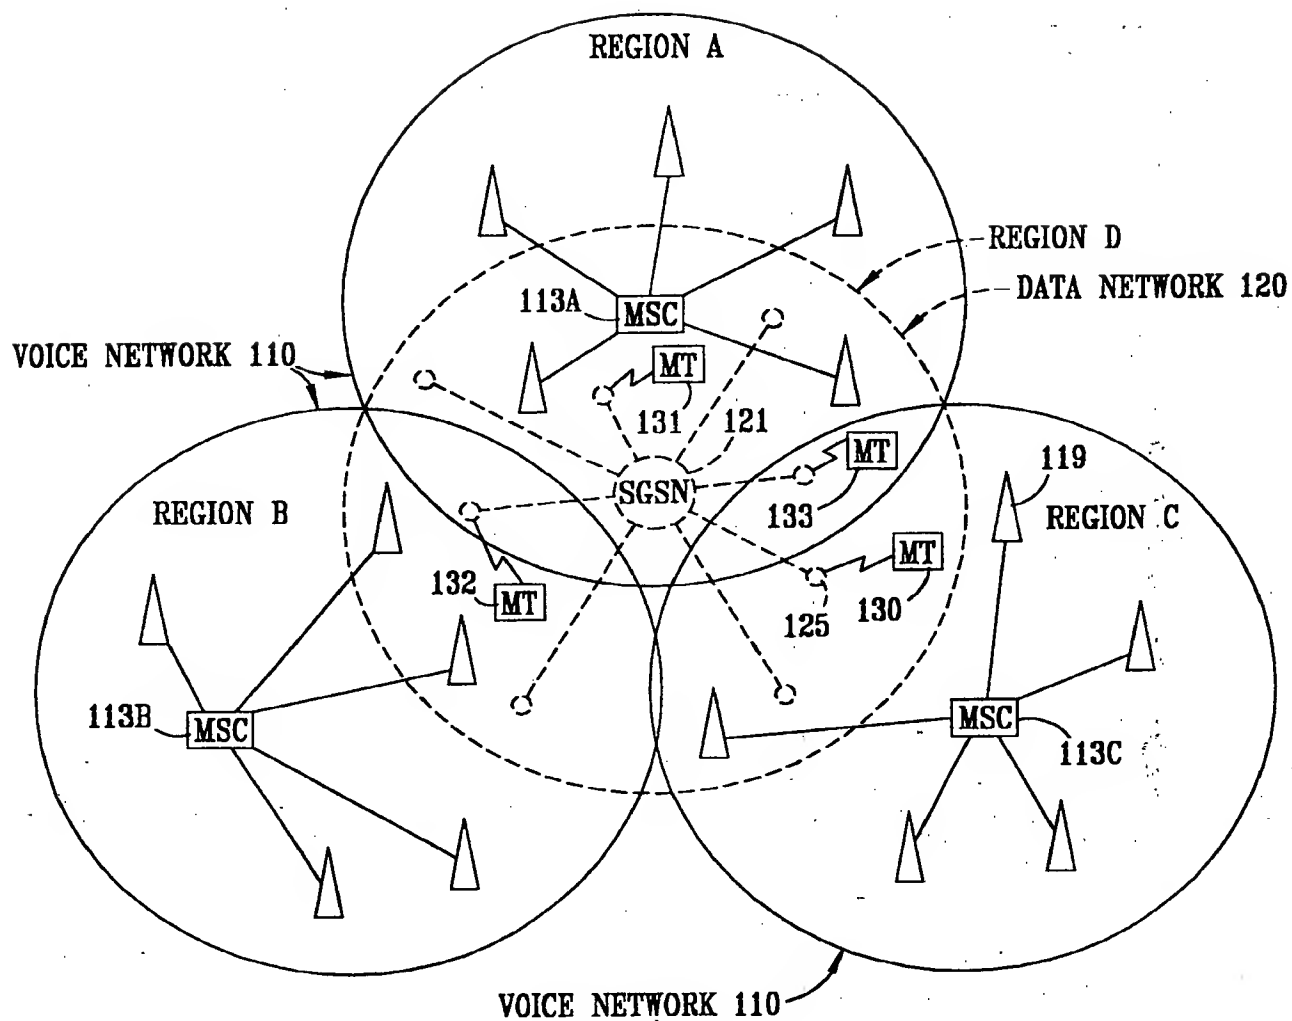 REGION A
REGION D
DATA NETWORK 120
113A
MSC
VOICE NETWORK 110
MT
131
121
MT
119
SGSN
133
REGION B
REGION C
MT
132
MT
125
130
113B
MSC
MSC
113C
VOICE NETWORK 110